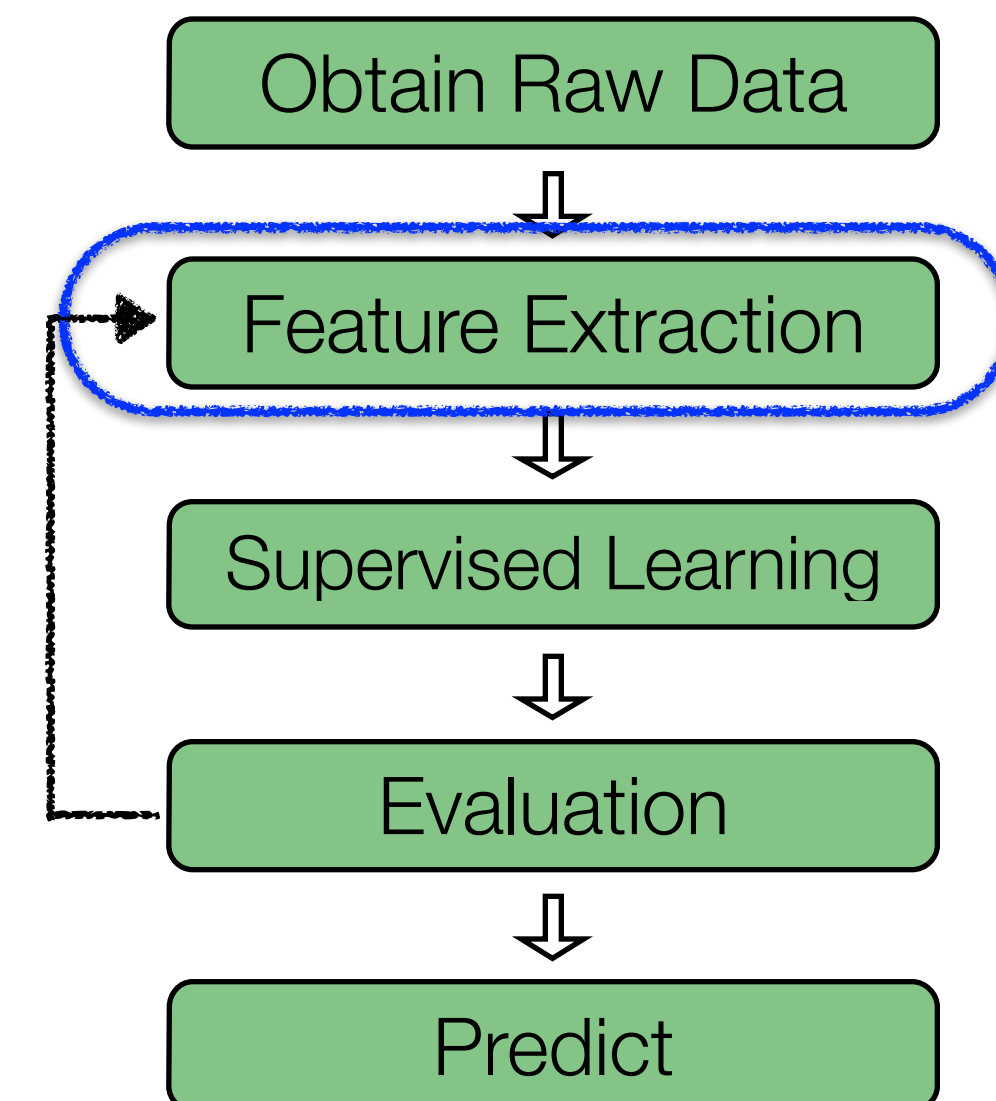 Obtain Raw Data
Feature Extraction
Supervised Learning
Evaluation
Predict